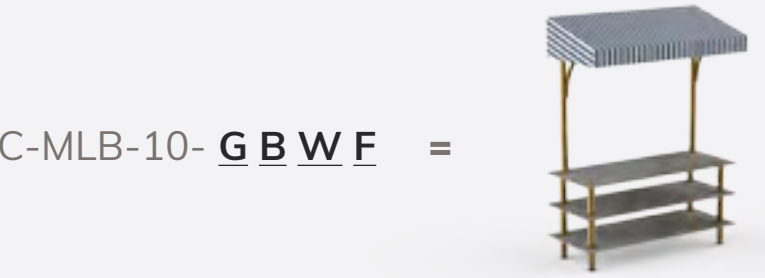 C-MLB-10- G B W F =